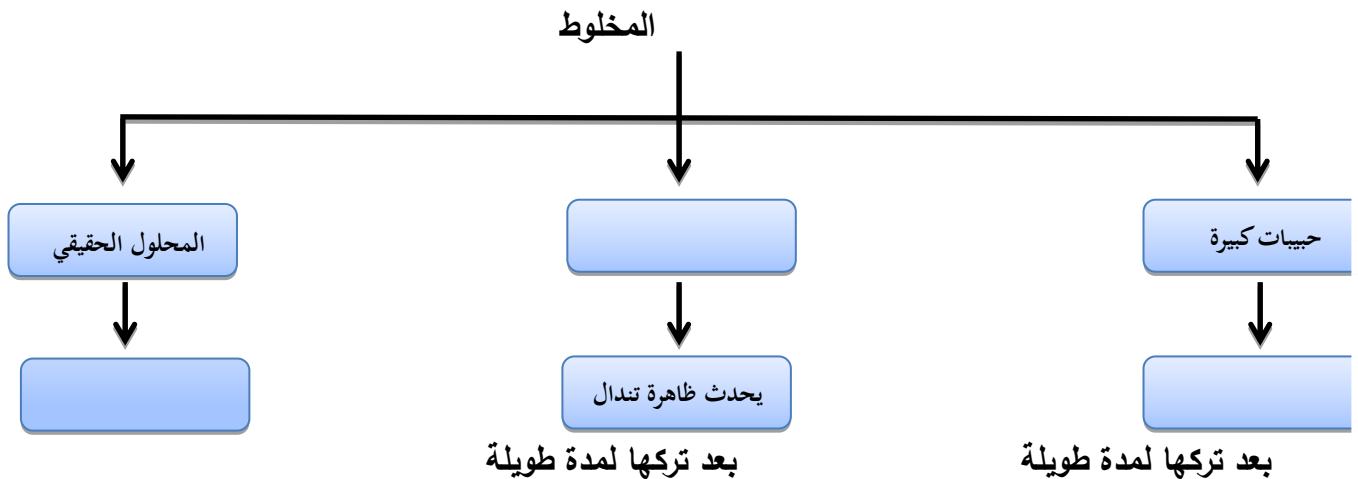 المخلوط
حبيبات كبيرة
المحلول الحقيقي
يحدث ظاهرة تندال
بعد تركها لمدة طويلة
بعد تركها لمدة طويلة